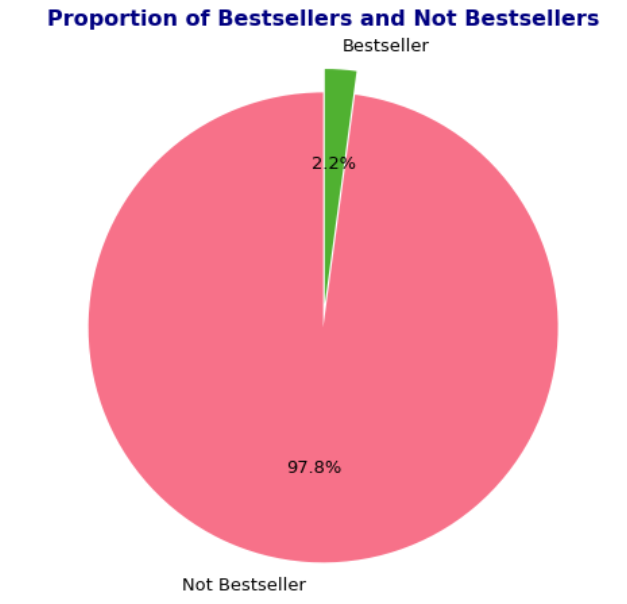 Proportion of Bestsellers and Not Bestsellers
Bestseller
2.2%
97.8%
Not Bestseller